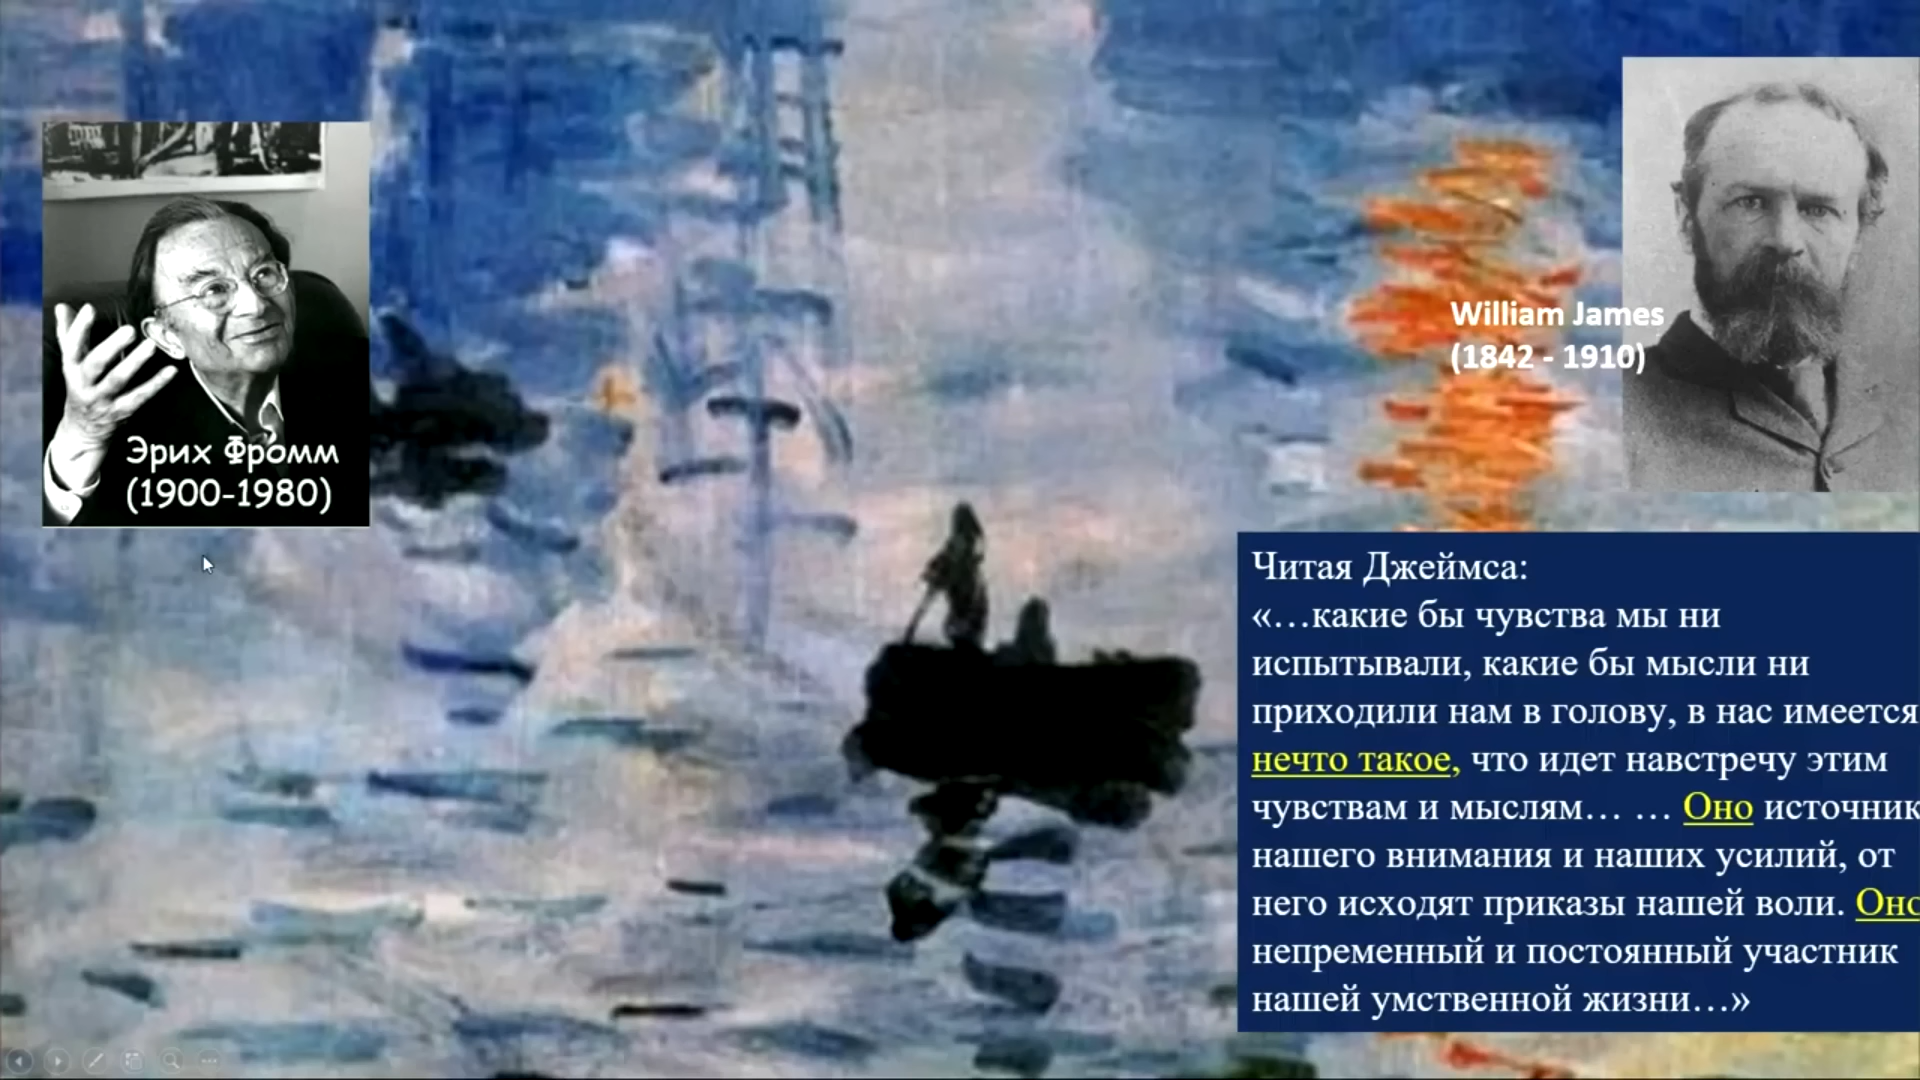 Эрих Фромм
(1900-1980)
William James
(1842 - 1910)
Читая Джеймса:
«…какие бы чувства мы ни
испытывали, какие бы мысли ни
приходили нам в голову, в нас имеется
нечто такое, что идет навстречу этим
чувствам и мыслям… … Оно источник
нашего внимания и наших усилий, от
него исходят приказы нашей воли. Оно
непременный и постоянный участник
нашей умственной жизни…»